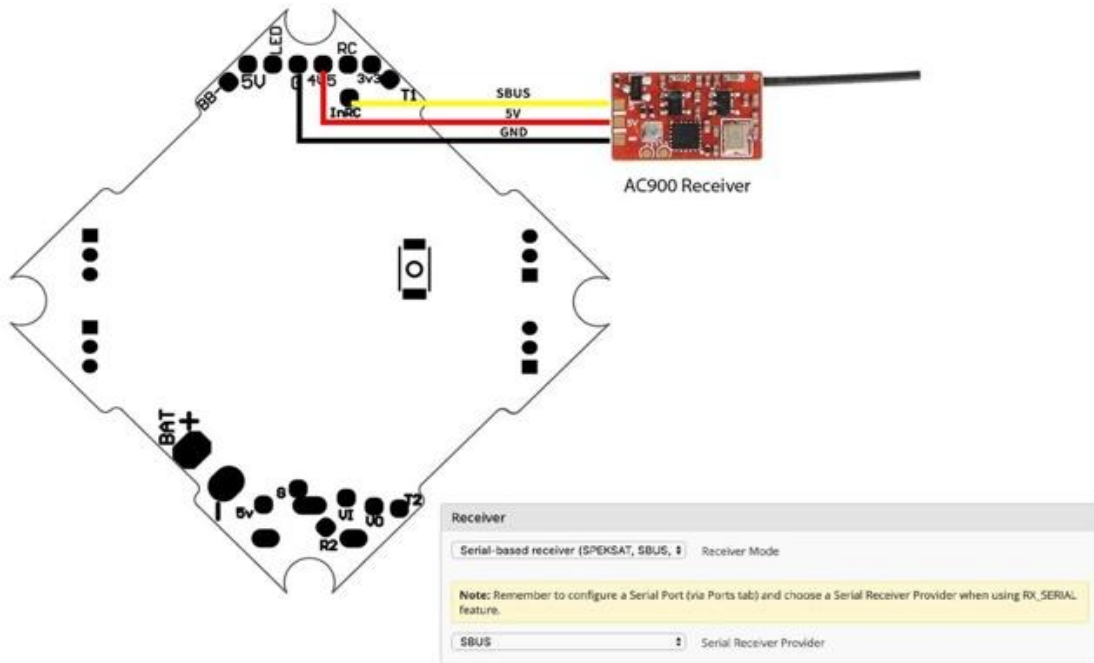 LED
RC
BB-
5V
G
4V5
3v3
T1
InRC
SBUS
5V
GND
5V
AC900 Receiver
BAT
+
-
5v
G
VI
VO
T2
R2
Receiver
Serial-based receiver (SPEKSAT, SBUS, Receiver Mode
Note: Remember to configure a Serial Port (via Ports tab) and choose a Serial Receiver Provider when using RX_SERIAL
feature.
SBUS Serial Receiver Provider